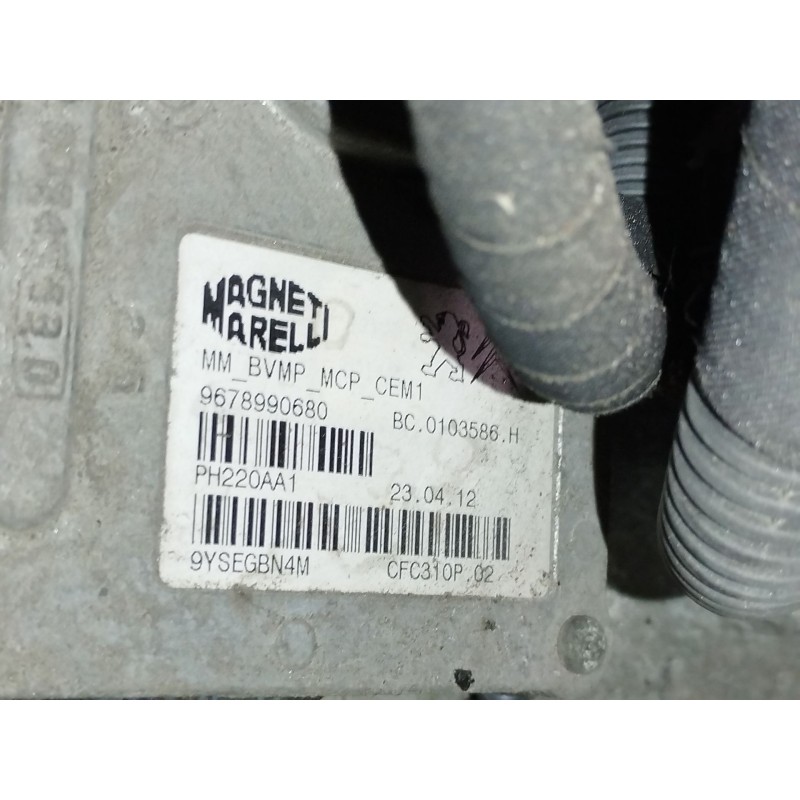 MAGNETI
MARELLI
MM_BVMP_MCP_CEM1
9678990680
BC.0103586.H
PH220AA1
23.04.12
9YSEGBN4M
CFC310P.02